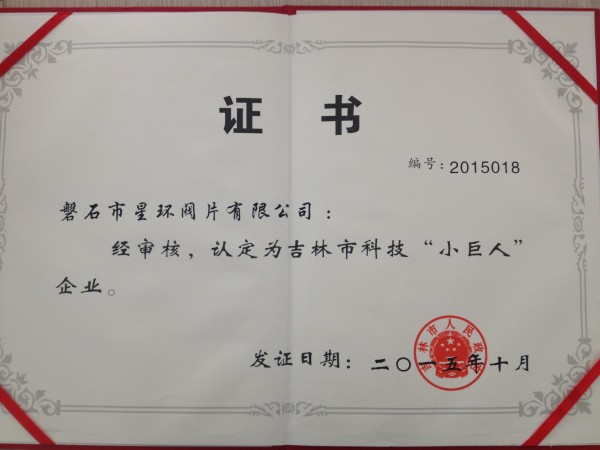 证书
编号：2015018
磐石市星环阀片有限公司：
经审核，认定为吉林市科技“小巨人”
企业。
吉林市人民政府
发证日期：二〇一五年十月